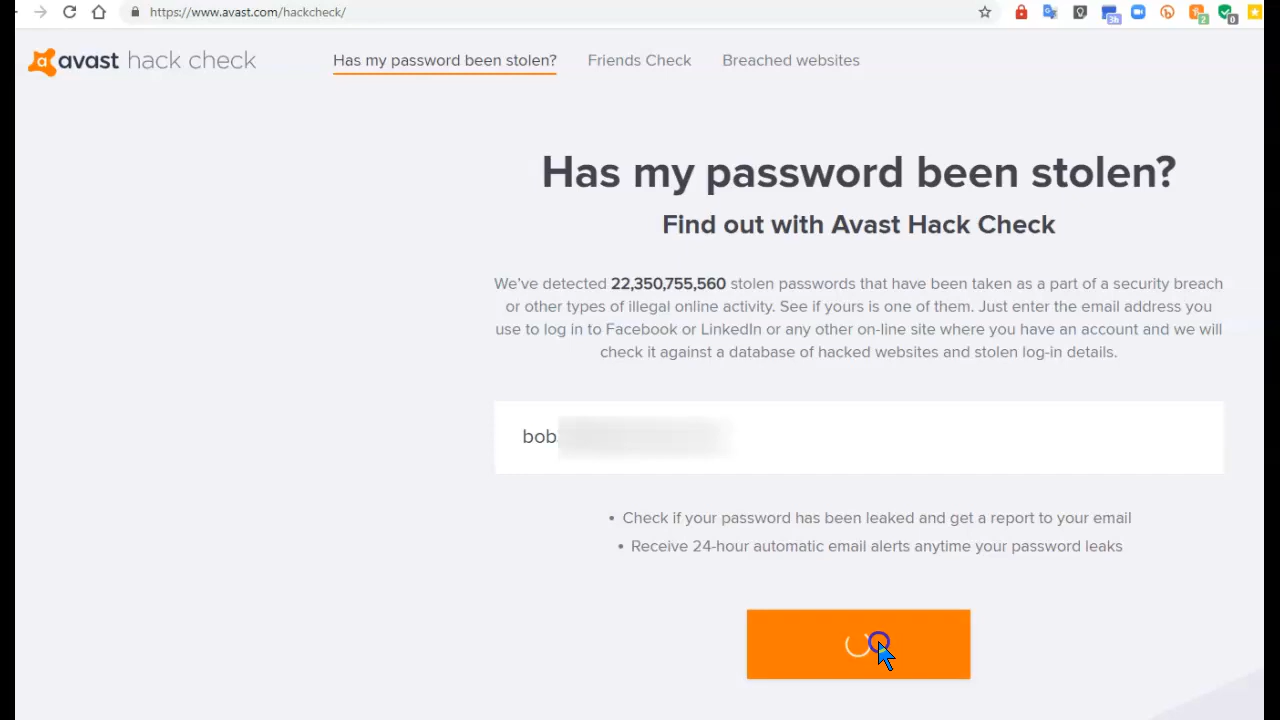 https://www.avast.com/hackcheck/
3h
2
0
avast hack check
Has my password been stolen?
Friends Check
Breached websites
Has my password been stolen?
Find out with Avast Hack Check
We've detected 22,350,755,560 stolen passwords that have been taken as a part of a security breach
or other types of illegal online activity. See if yours is one of them. Just enter the email address you
use to log in to Facebook or LinkedIn or any other on-line site where you have an account and we will
check it against a database of hacked websites and stolen log-in details.
bob
• Check if your password has been leaked and get a report to your email
• Receive 24-hour automatic email alerts anytime your password leaks